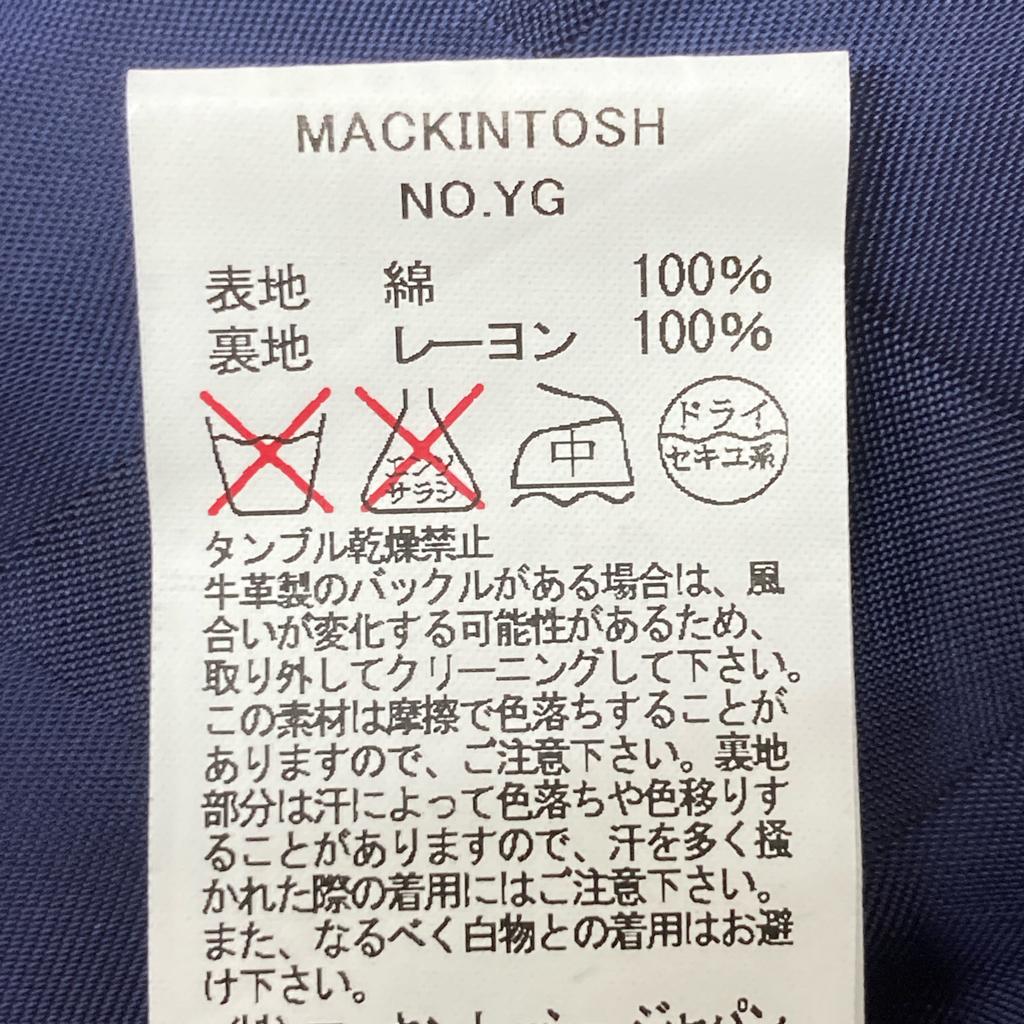 MACKINTOSH
NO.YG
表地 綿 100%
裏地 レーヨン 100%
エンソ サラシ
中
ドライ
セキユ系
タンブル乾燥禁止
牛革製のバックルがある場合は、風
合いが変化する可能性があるため、
取り外してクリーニングして下さい。
この素材は摩擦で色落ちすることが
ありますので、ご注意下さい。裏地
部分は汗によって色落ちや色移りす
ることがありますので、汗を多く掻
かれた際の着用にはご注意下さい。
また、なるべく白物との着用はお避
け下さい。